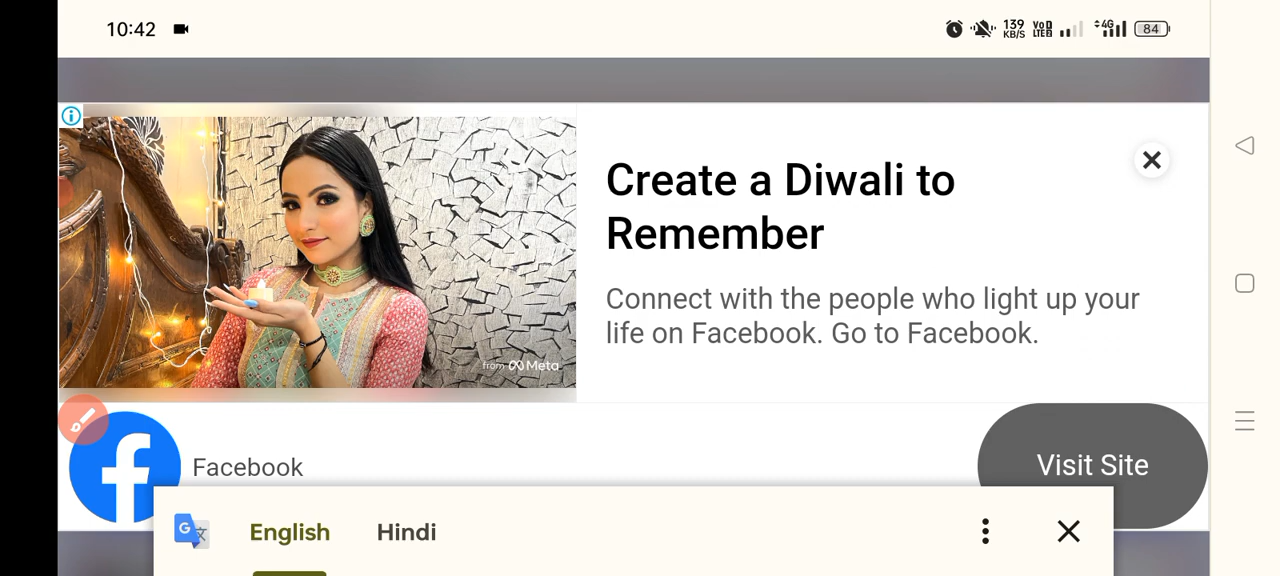 10:42
139
KB/S
VoD
LTE2
4G
84
Create a Diwali to
Remember
Connect with the people who light up your
life on Facebook. Go to Facebook.
from Meta
f
Facebook
Visit Site
G
English Hindi